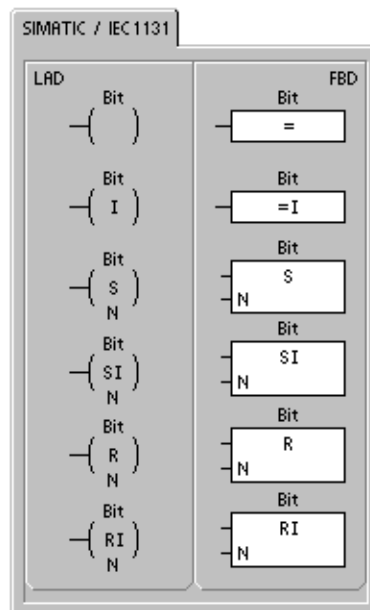 SIMATIC / IEC1131
LAD
FBD
Bit
( )
Bit
=
Bit
( I )
Bit
=I
Bit
( S )
N
Bit
S
N
Bit
( SI )
N
Bit
SI
N
Bit
( R )
N
Bit
R
N
Bit
( RI )
N
Bit
RI
N